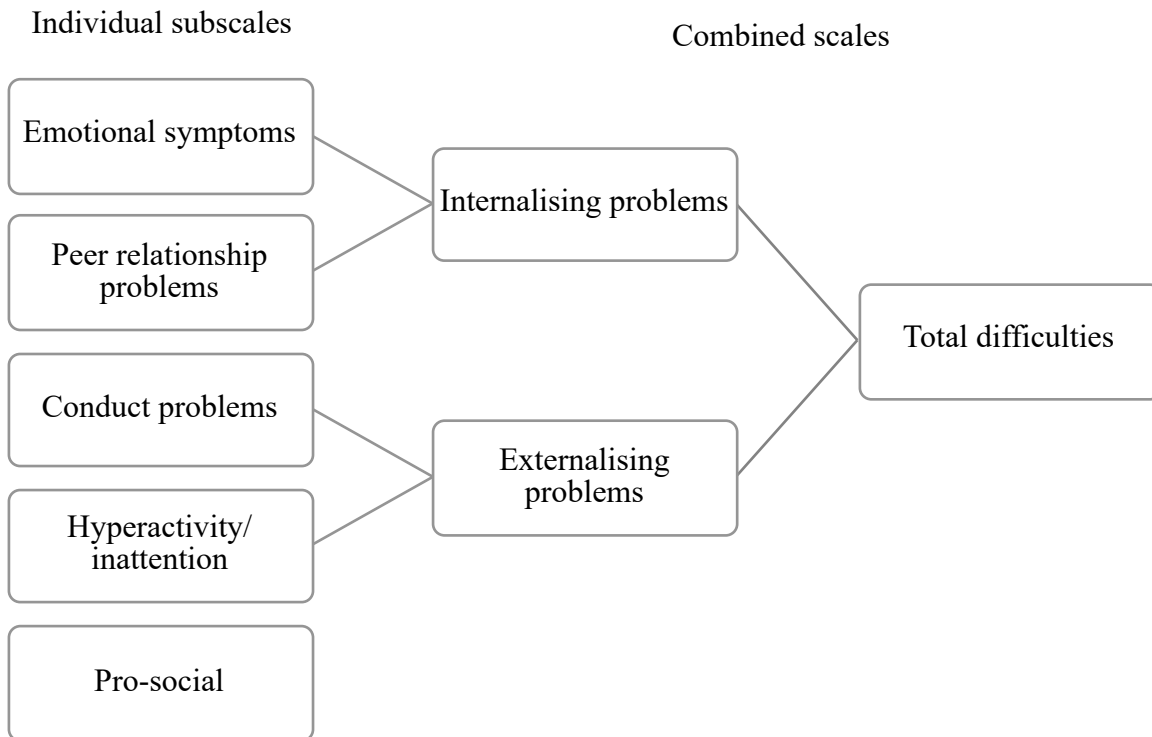 Individual subscales
Combined scales
Emotional symptoms
Peer relationship
problems
Conduct problems
Hyperactivity/
inattention
Pro-social
Internalising problems
Externalising
problems
Total difficulties